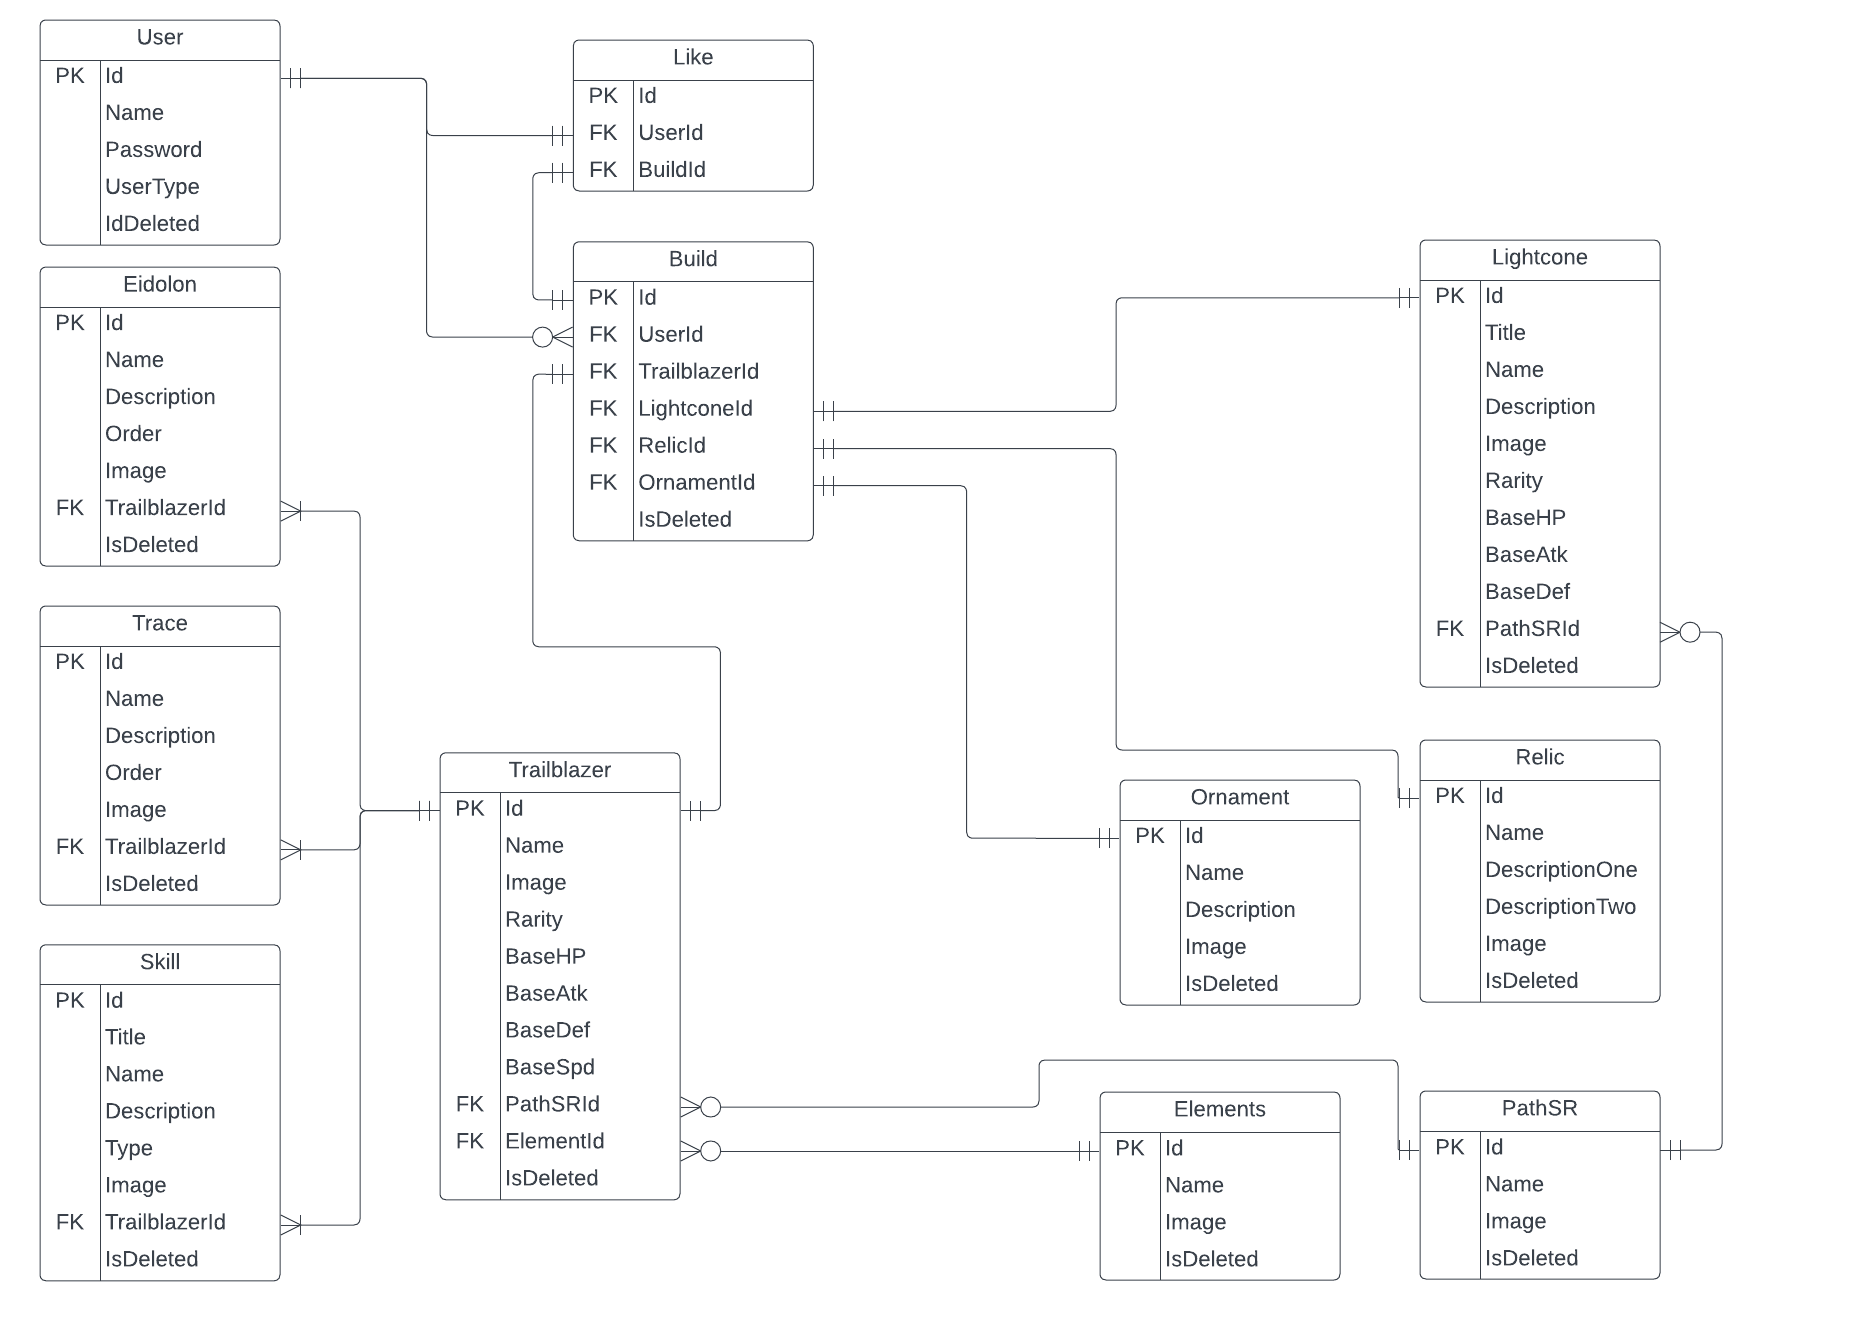 User
PK Id
Name
Password
UserType
IdDeleted
Like
PK Id
FK UserId
FK BuildId
Eidolon
PK Id
Name
Description
Order
Image
FK TrailblazerId
IsDeleted
Build
PK Id
FK UserId
FK TrailblazerId
FK LightconeId
FK RelicId
FK OrnamentId
IsDeleted
Lightcone
PK Id
Title
Name
Description
Image
Rarity
BaseHP
BaseAtk
BaseDef
FK PathSRId
IsDeleted
Trace
PK Id
Name
Description
Order
Image
FK TrailblazerId
IsDeleted
Trailblazer
PK Id
Name
Image
Rarity
BaseHP
BaseAtk
BaseDef
BaseSpd
FK PathSRId
FK ElementId
IsDeleted
Ornament
PK Id
Name
Description
Image
IsDeleted
Relic
PK Id
Name
DescriptionOne
DescriptionTwo
Image
IsDeleted
Skill
PK Id
Title
Name
Description
Type
Image
FK TrailblazerId
IsDeleted
Elements
PK Id
Name
Image
IsDeleted
PathSR
PK Id
Name
Image
IsDeleted